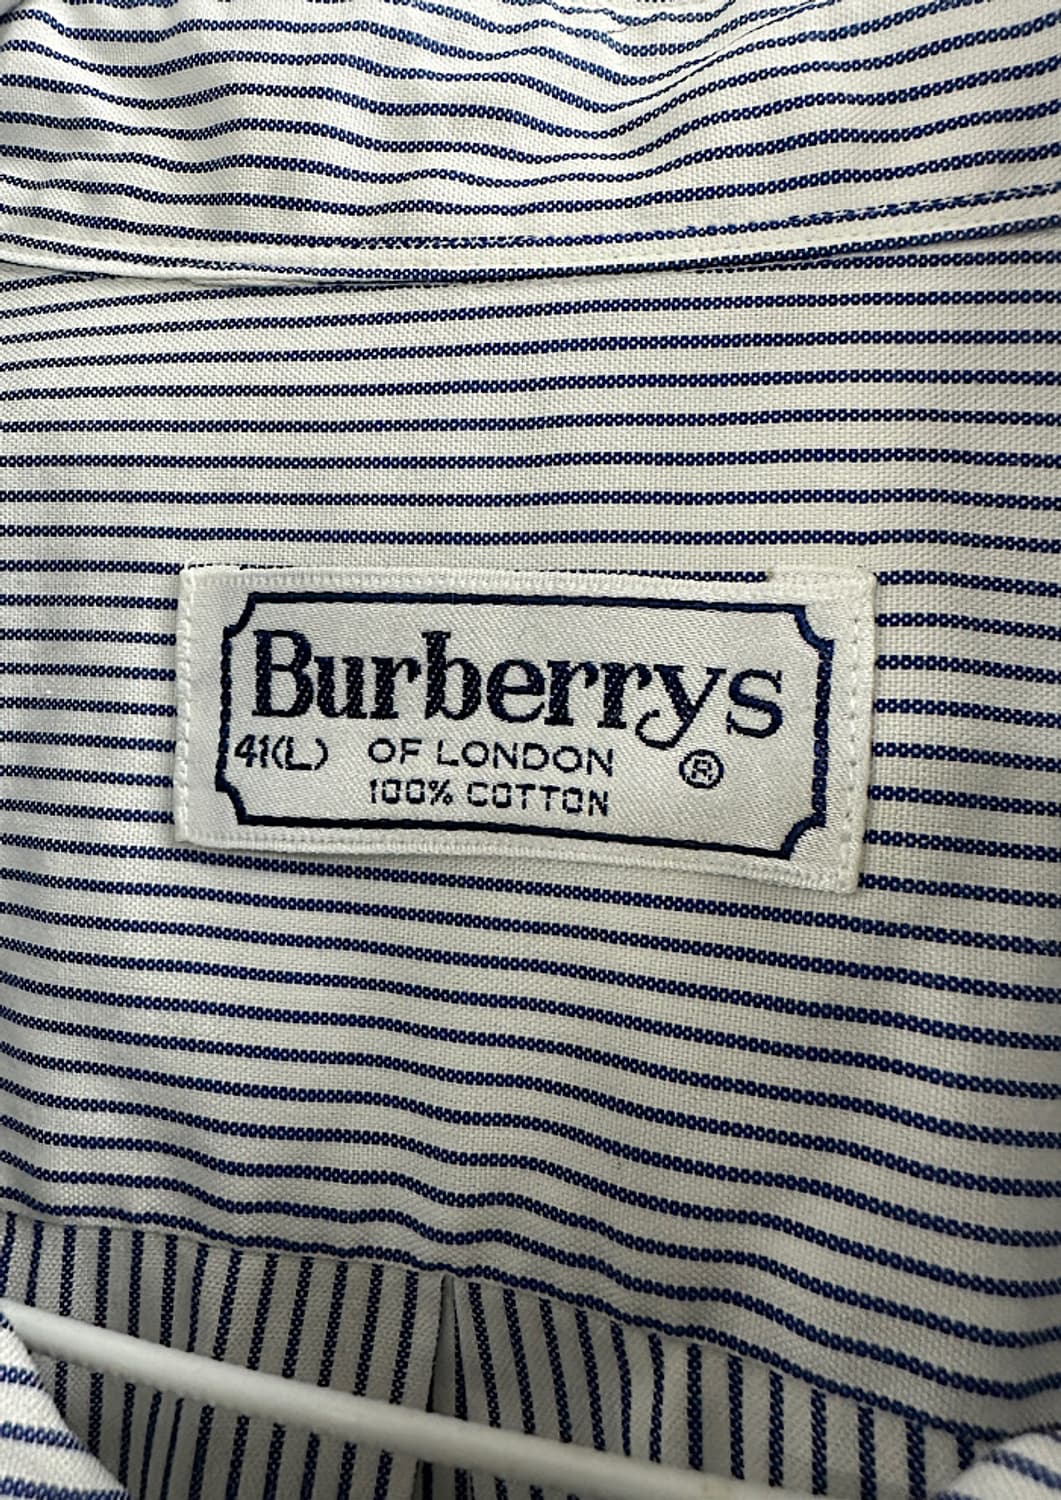 Burberrys
41(L) OF LONDON ®
100% COTTON